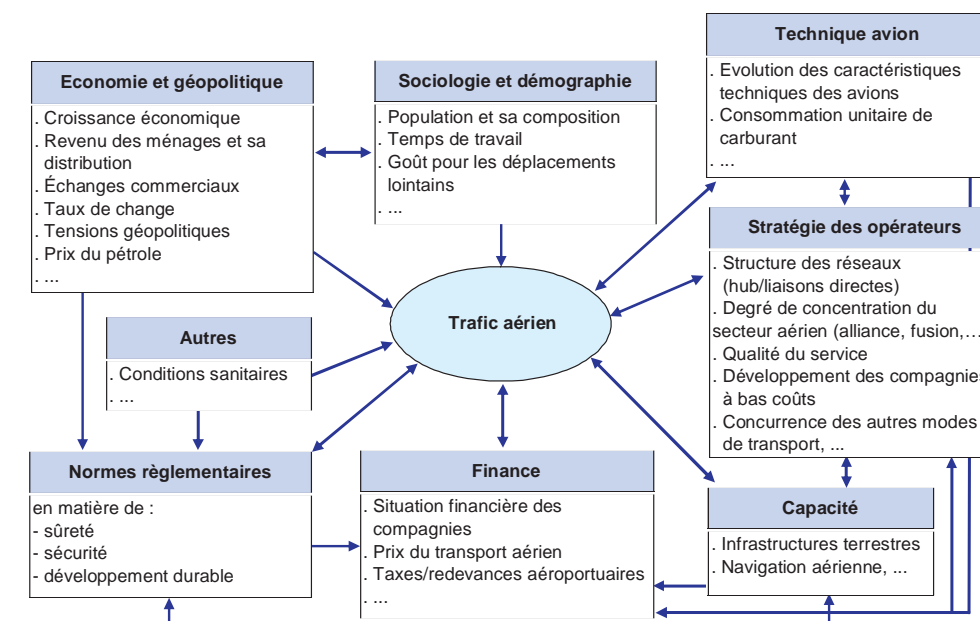 Technique avion
. Evolution des caractéristiques
techniques des avions
. Consommation unitaire de
carburant
. ...
Economie et géopolitique
. Croissance économique
. Revenu des ménages et sa
distribution
. Échanges commerciaux
. Taux de change
. Tensions géopolitiques
. Prix du pétrole
. ...
Sociologie et démographie
. Population et sa composition
. Temps de travail
. Goût pour les déplacements
lointains
. ...
Stratégie des opérateurs
. Structure des réseaux
(hub/liaisons directes)
. Degré de concentration du
secteur aérien (alliance, fusion,…
. Qualité du service
. Développement des compagnies
à bas coûts
. Concurrence des autres modes
de transport, ...
Trafic aérien
Autres
. Conditions sanitaires
. ...
Normes règlementaires
en matière de :
- sûreté
- sécurité
- développement durable
Finance
. Situation financière des
compagnies
. Prix du transport aérien
. Taxes/redevances aéroportuaires
. ...
Capacité
. Infrastructures terrestres
. Navigation aérienne, ...